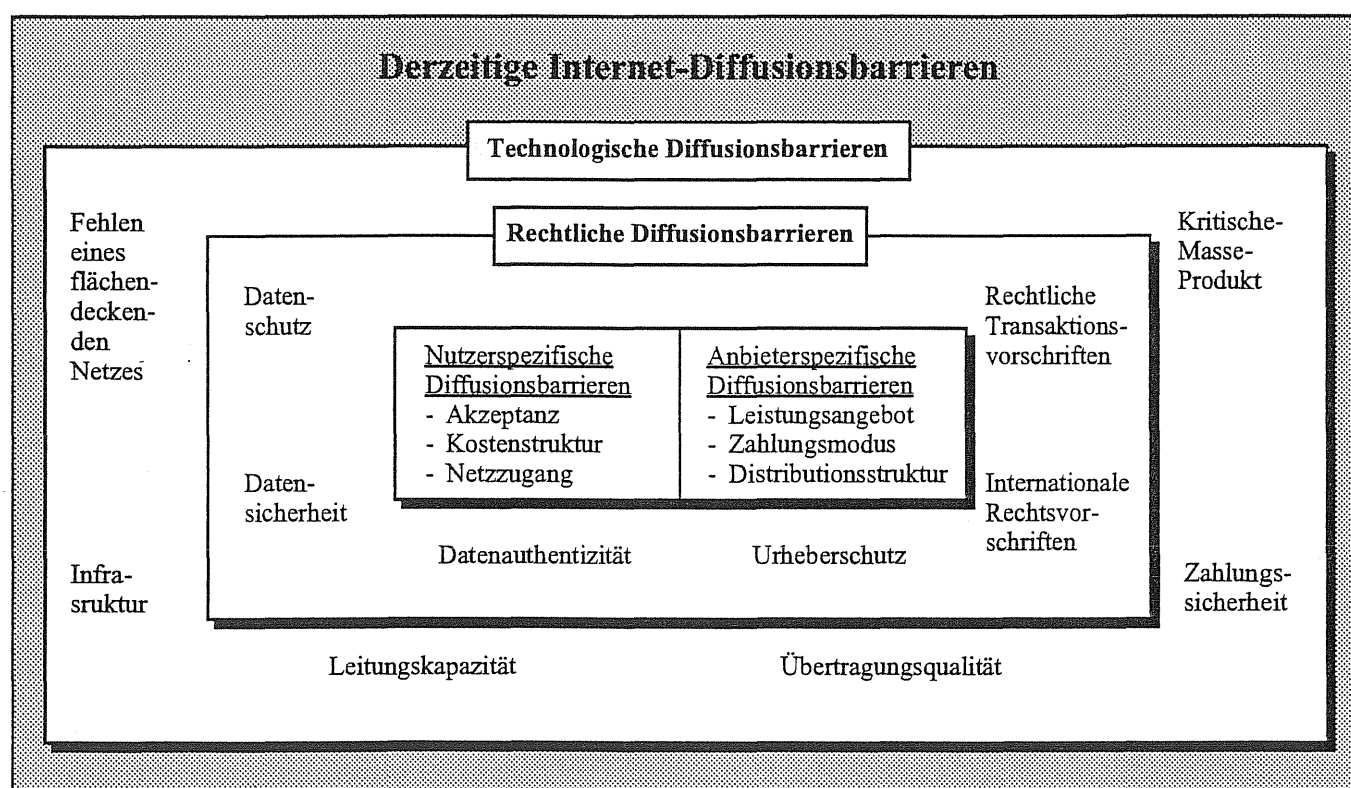 Derzeitige Internet-Diffusionsbarrieren
Technologische Diffusionsbarrieren
Fehlen
eines
flächen-
decken-
den
Netzes
Infra-
sruktur
Rechtliche Diffusionsbarrieren
Daten-
schutz
Daten-
sicherheit
Nutzerspezifische
Diffusionsbarrieren
- Akzeptanz
- Kostenstruktur
- Netzzugang
Anbieterspezifische
Diffusionsbarrieren
- Leistungsangebot
- Zahlungsmodus
- Distributionsstruktur
Rechtliche
Transaktions-
vorschriften
Internationale
Rechtsvor-
schriften
Datenauthentizität
Urheberschutz
Kritische-
Masse-
Produkt
Zahlungs-
sicherheit
Leitungskapazität
Übertragungsqualität